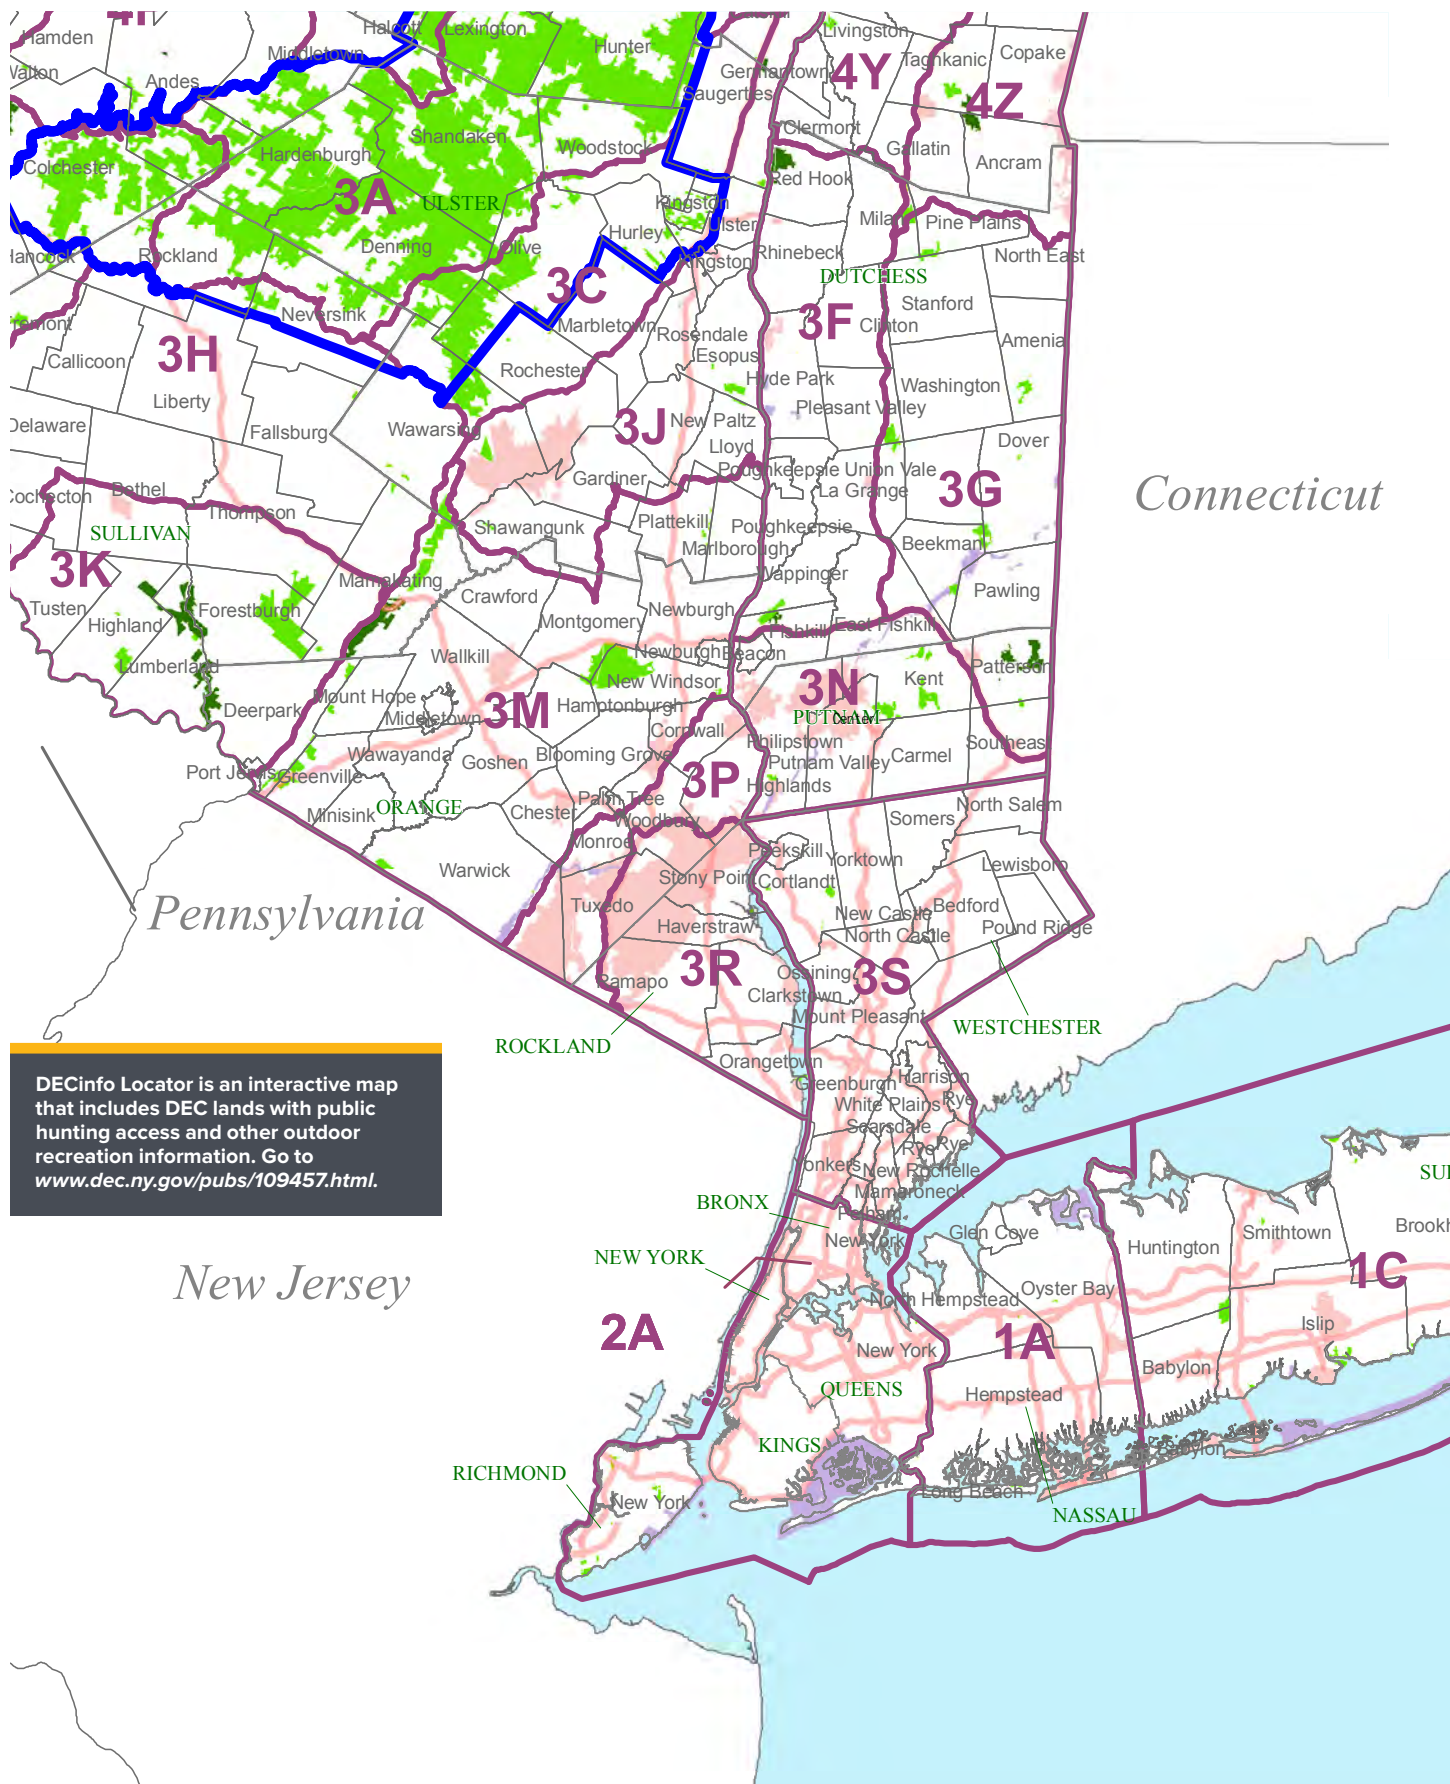 Hamden
Halcott
Lexington
Livingston
Hunter
Middletown
Copake
Taghkanic
4Y
Germantown
Andes
Saugerties
4Z
Clermont
Shandaken
Woodstock
Gallatin
Hardenburgh
Ancram
Colchester
Red Hook
3A
ULSTER
Kingston
Milan
Pine Plains
Ulster
Hurley
Denning
Olive
Rhinebeck
Hancock
Rockland
Kingston
North East
DUTCHESS
3C
Stanford
Neversink
3F
Clinton
Marbletown
Rosendale
Amenia
3H
Esopus
Callicoon
Rochester
Hyde Park
Washington
Liberty
Pleasant Valley
3J
New Paltz
Delaware
Fallsburg
Wawarsing
Lloyd
Dover
Poughkeepsie
Union Vale
Gardiner
La Grange
3G
Connecticut
Cochecton
Bethel
Thompson
Plattekill
Shawangunk
Poughkeepsie
SULLIVAN
Marlborough
Beekman
3K
Mamakating
Wappinger
Pawling
Crawford
Tusten
Forestburgh
Highland
Newburgh
Montgomery
Fishkill
East Fishkill
Wallkill
Newburgh
Beacon
Lumberland
Patterson
New Windsor
Kent
3N
Mount Hope
Hamptonburgh
Deerpark
Middletown
3M
PUTNAM
Center
Cornwall
Philipstown
Southeast
Wawayanda
Blooming Grove
Carmel
Goshen
Putnam Valley
Port Jervis
Greenville
3P
Highlands
Palm Tree
ORANGE
Minisink
Chester
Woodbury
North Salem
Somers
Monroe
Peekskill
Yorktown
Lewisboro
Warwick
Stony Point
Cortlandt
Pennsylvania
Tuxedo
New Castle
Bedford
Haverstraw
North Castle
Pound Ridge
3R
Ossining
3S
Ramapo
Clarkstown
Mount Pleasant
WESTCHESTER
ROCKLAND
Orangetown
Greenburgh
Harrison
DECinfo Locator is an interactive map
that includes DEC lands with public
hunting access and other outdoor
recreation information. Go to
www.dec.ny.gov/pubs/109457.html.
White Plains
Rye
Scarsdale
Rye
Rye
New Rochelle
Mamaroneck
BRONX
Pelham
New York
Glen Cove
Smithtown
Huntington
NEW YORK
New Jersey
1C
Oyster Bay
North Hempstead
2A
Islip
1A
New York
Babylon
QUEENS
Hempstead
KINGS
Babylon
RICHMOND
Long Beach
New York
NASSAU